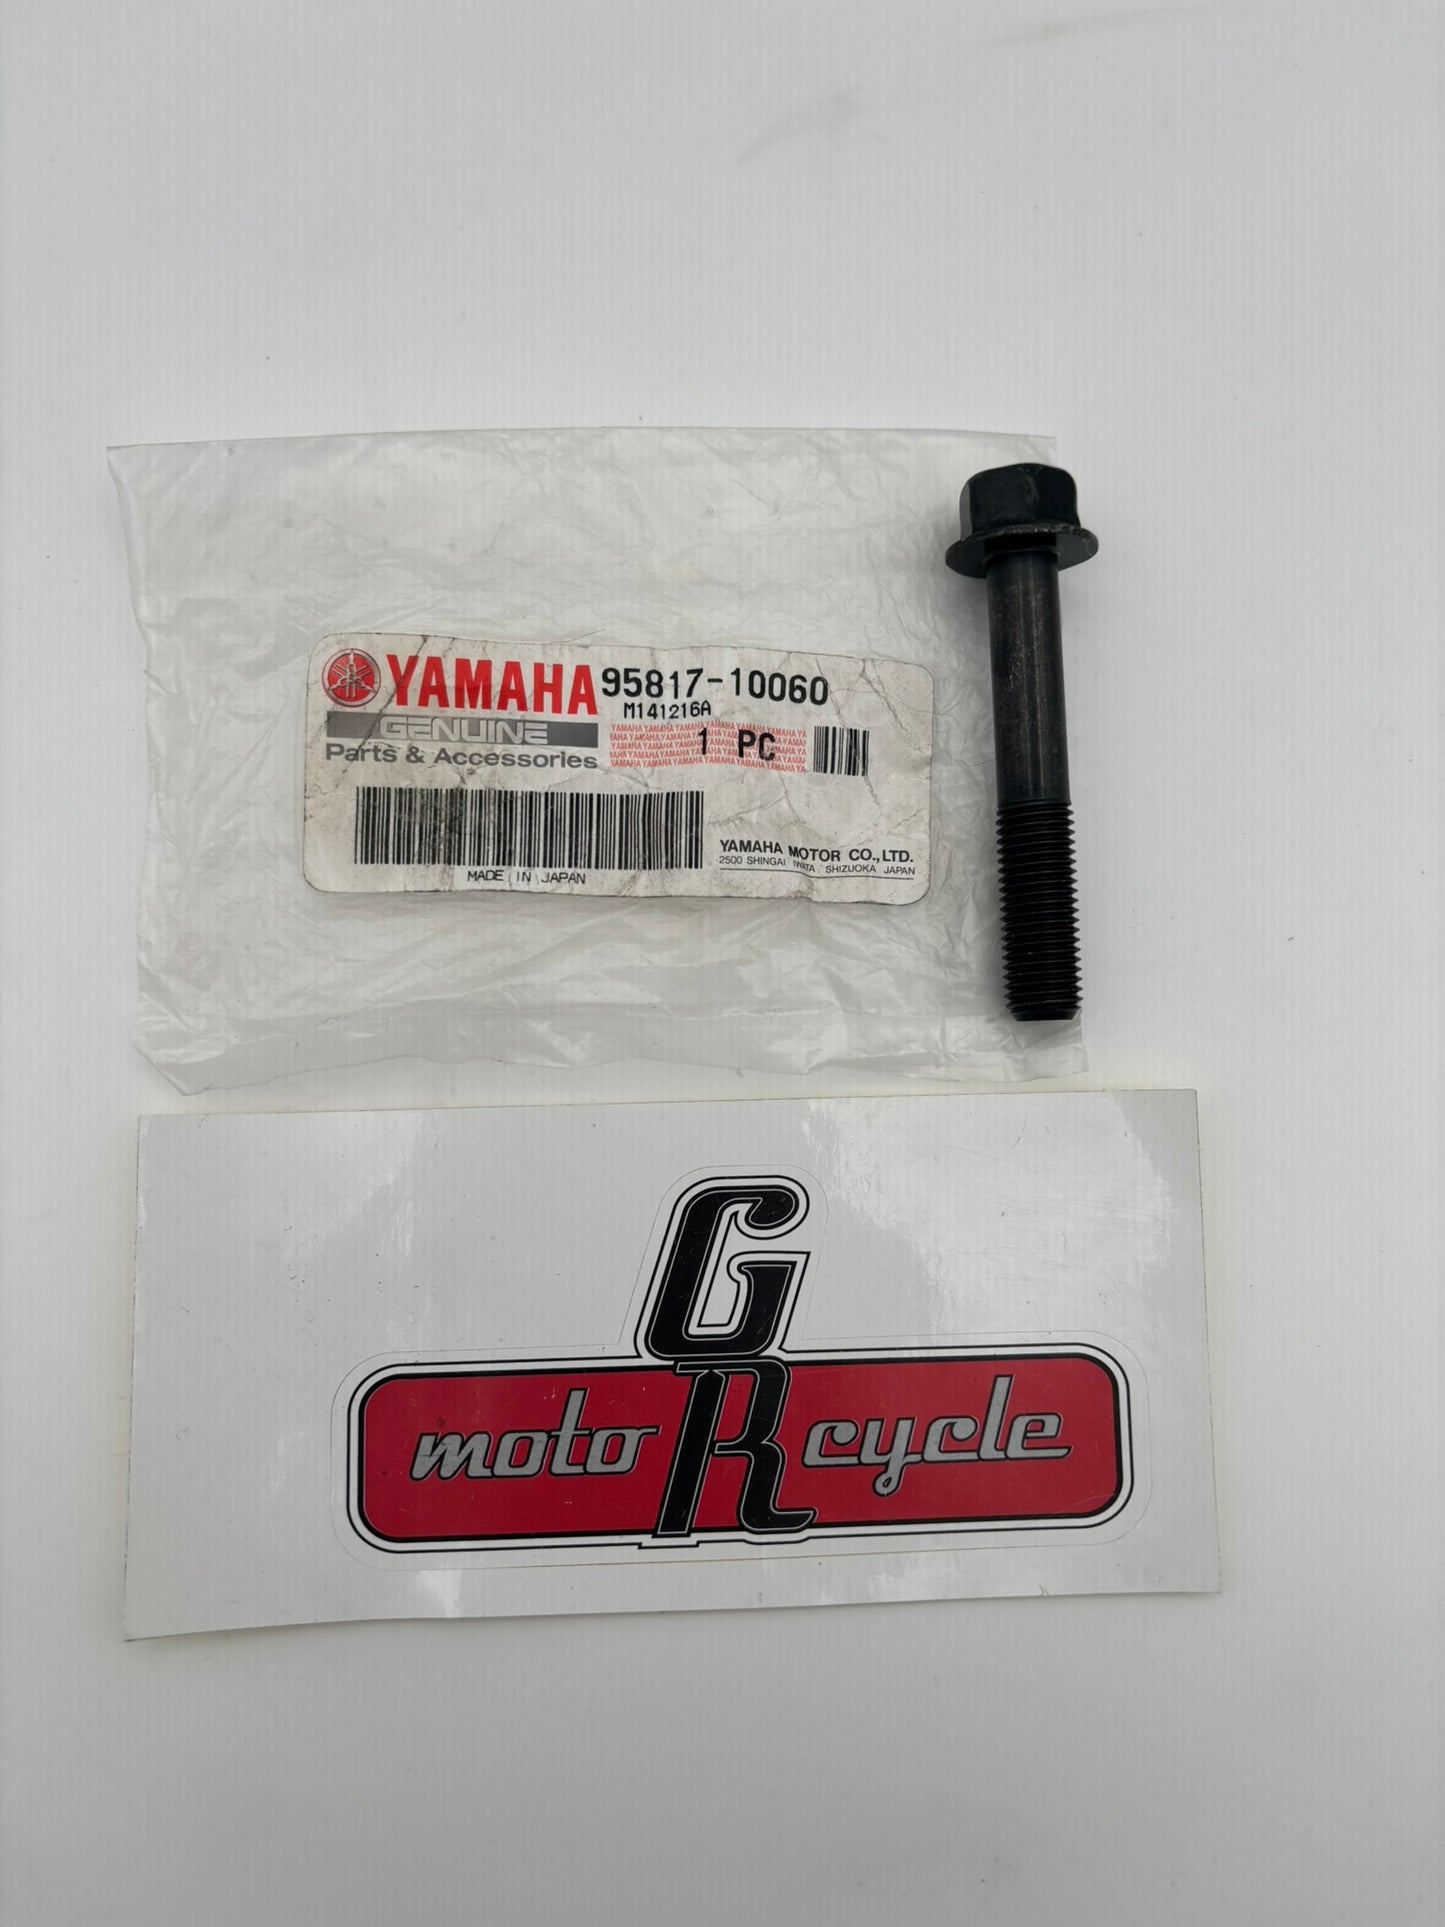 YAMAHA 95817-10060
M141216A
GENUINE
Parts & Accessories
1 PC
MADE IN JAPAN
YAMAHA MOTOR CO.,LTD.
2500 SHINGAI IWATA SHIZUOKA JAPAN
GR
moto cycle